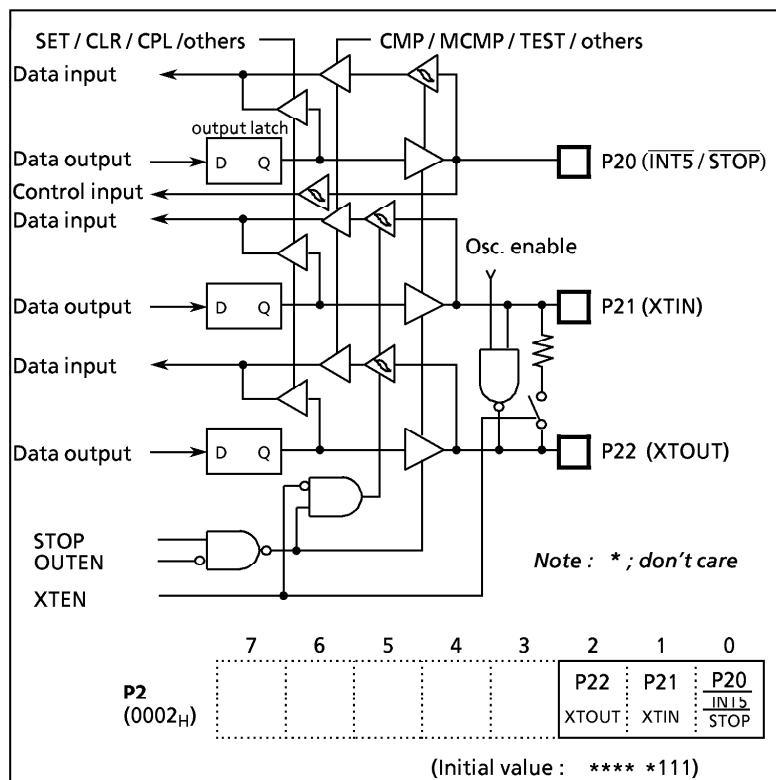 SET / CLR / CPL /others CMP / MCMP / TEST / others
Data input
output latch
Data output D Q P20 (INT5 / STOP)
Control input
Data input
Osc. enable
Data output D Q P21 (XTIN)
Data input
Data output D Q P22 (XTOUT)
STOP
OUTEN
Note : * ; don't care
XTEN
7 6 5 4 3 2 1 0
P2 P22 P21 P20
(0002H) XTOUT XTIN INT5
STOP
(Initial value : **** *111)